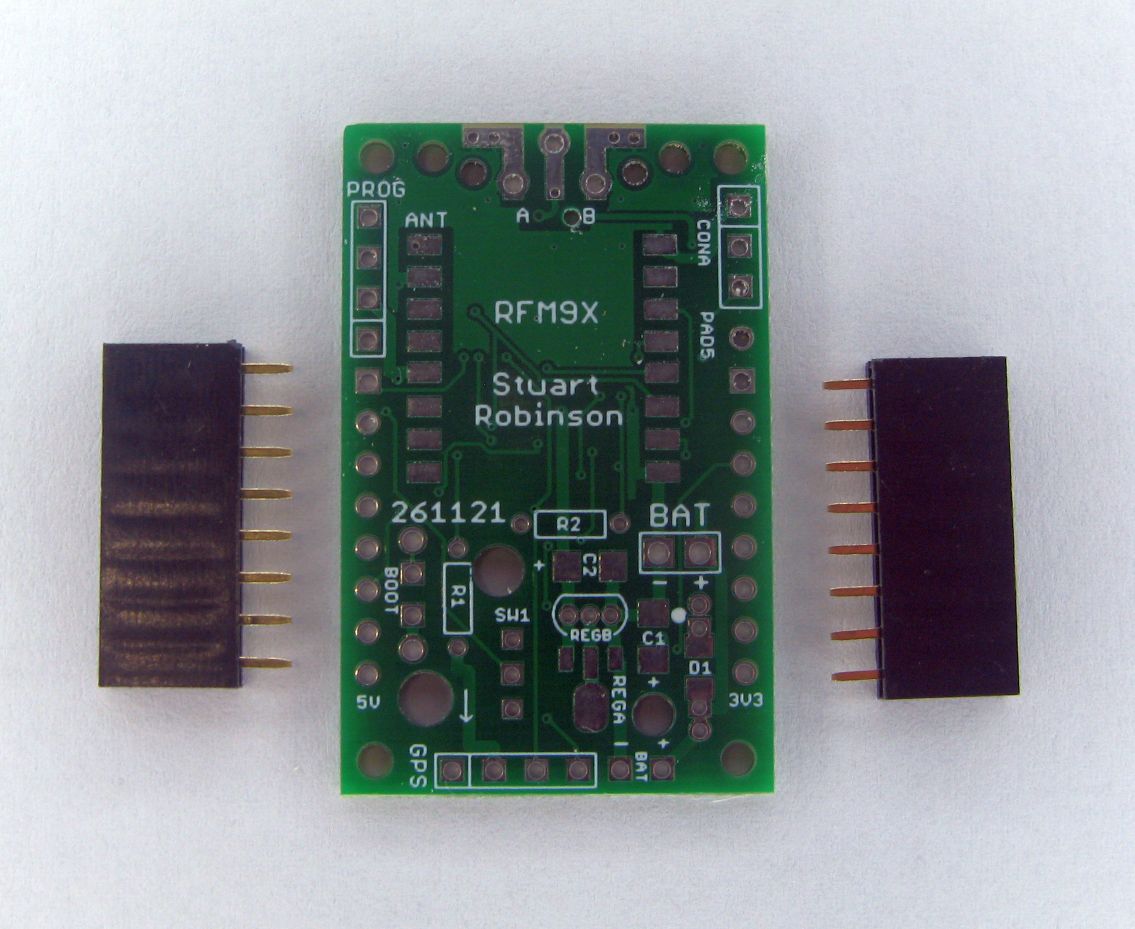 PROG
ANT
A
B
CONA
RFM9X
PAD5
Stuart
Robinson
261121
R2
BAT
+
C2
-
+
BOOT
R1
SW1
REGB
C1
+
D1
5V
REGA
3V3
-
+
GPS
BAT